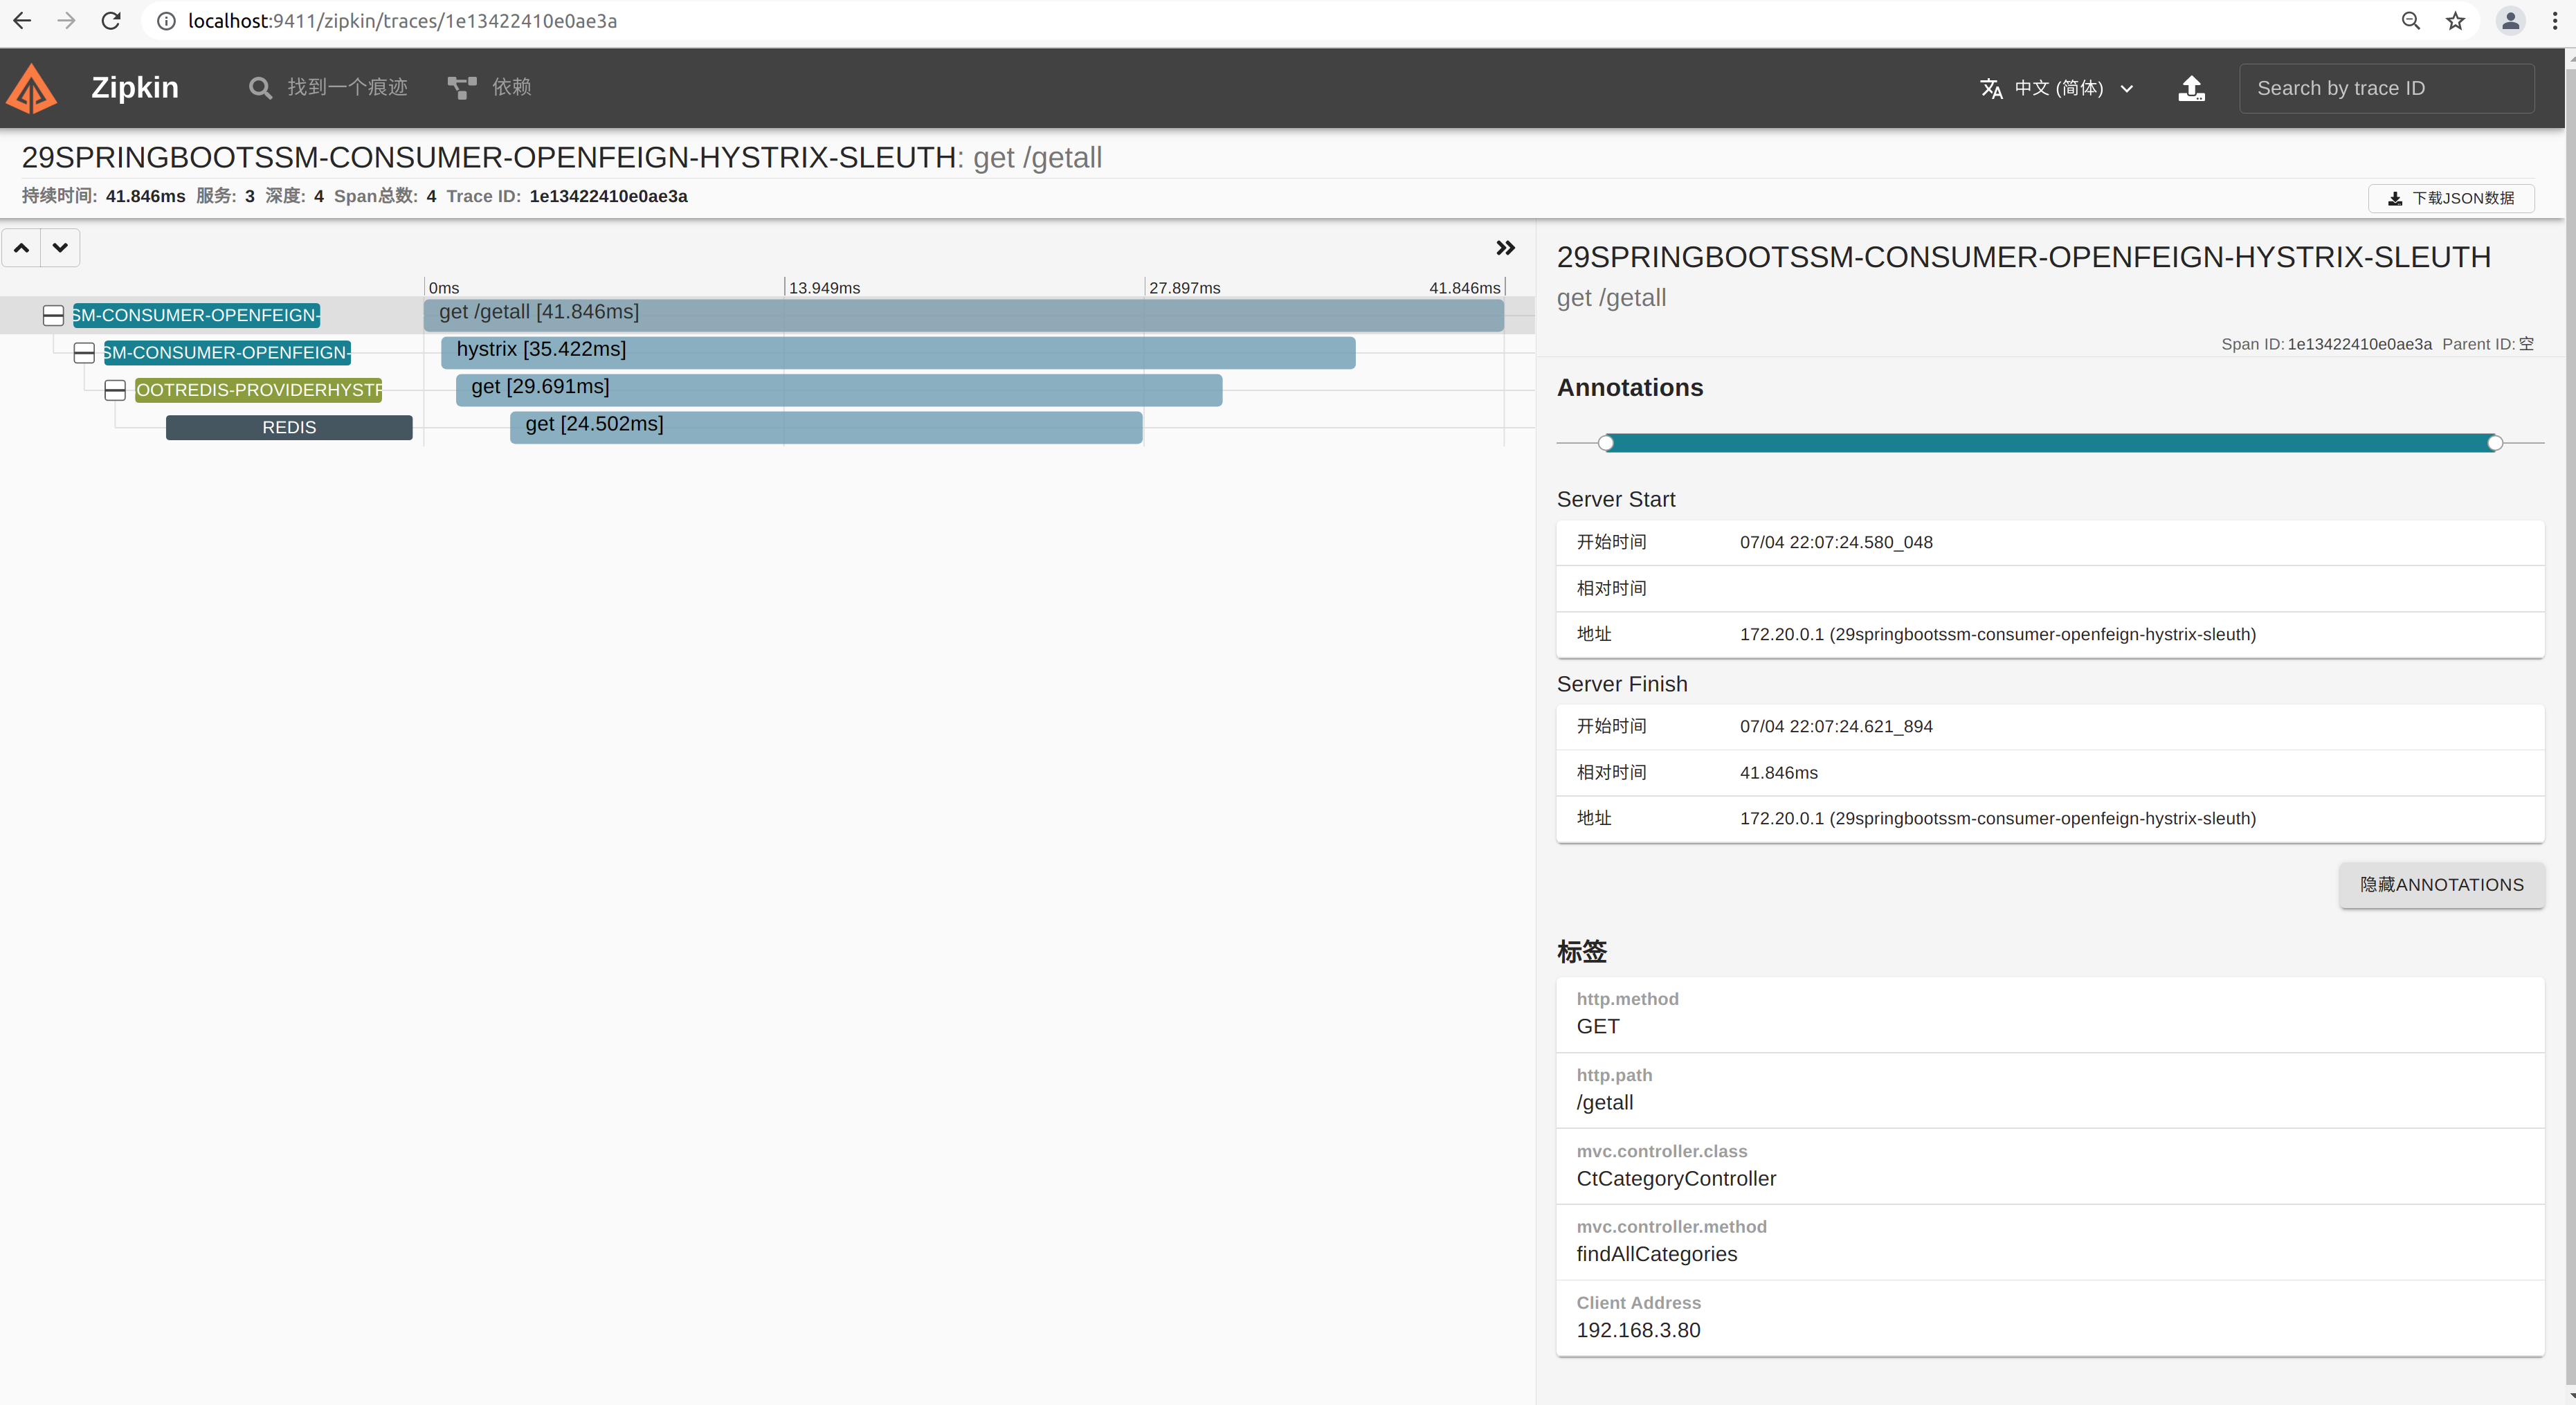 localhost:9411/zipkin/traces/1e13422410e0ae3a
Zipkin 找到一个痕迹 依赖 中文 (简体) Search by trace ID
29SPRINGBOOTSSM-CONSUMER-OPENFEIGN-HYSTRIX-SLEUTH: get /getall
持续时间: 41.846ms 服务: 3 深度: 4 Span总数: 4 Trace ID: 1e13422410e0ae3a
下载JSON数据
0ms 13.949ms 27.897ms 41.846ms
SM-CONSUMER-OPENFEIGN- get /getall [41.846ms]
SM-CONSUMER-OPENFEIGN- hystrix [35.422ms]
OOTREDIS-PROVIDERHYST get [29.691ms]
REDIS get [24.502ms]
29SPRINGBOOTSSM-CONSUMER-OPENFEIGN-HYSTRIX-SLEUTH
get /getall
Span ID: 1e13422410e0ae3a Parent ID: 空
Annotations
Server Start
开始时间 07/04 22:07:24.580_048
相对时间
地址 172.20.0.1 (29springbootssm-consumer-openfeign-hystrix-sleuth)
Server Finish
开始时间 07/04 22:07:24.621_894
相对时间 41.846ms
地址 172.20.0.1 (29springbootssm-consumer-openfeign-hystrix-sleuth)
隐藏ANNOTATIONS
标签
http.method
GET
http.path
/getall
mvc.controller.class
CtCategoryController
mvc.controller.method
findAllCategories
Client Address
192.168.3.80